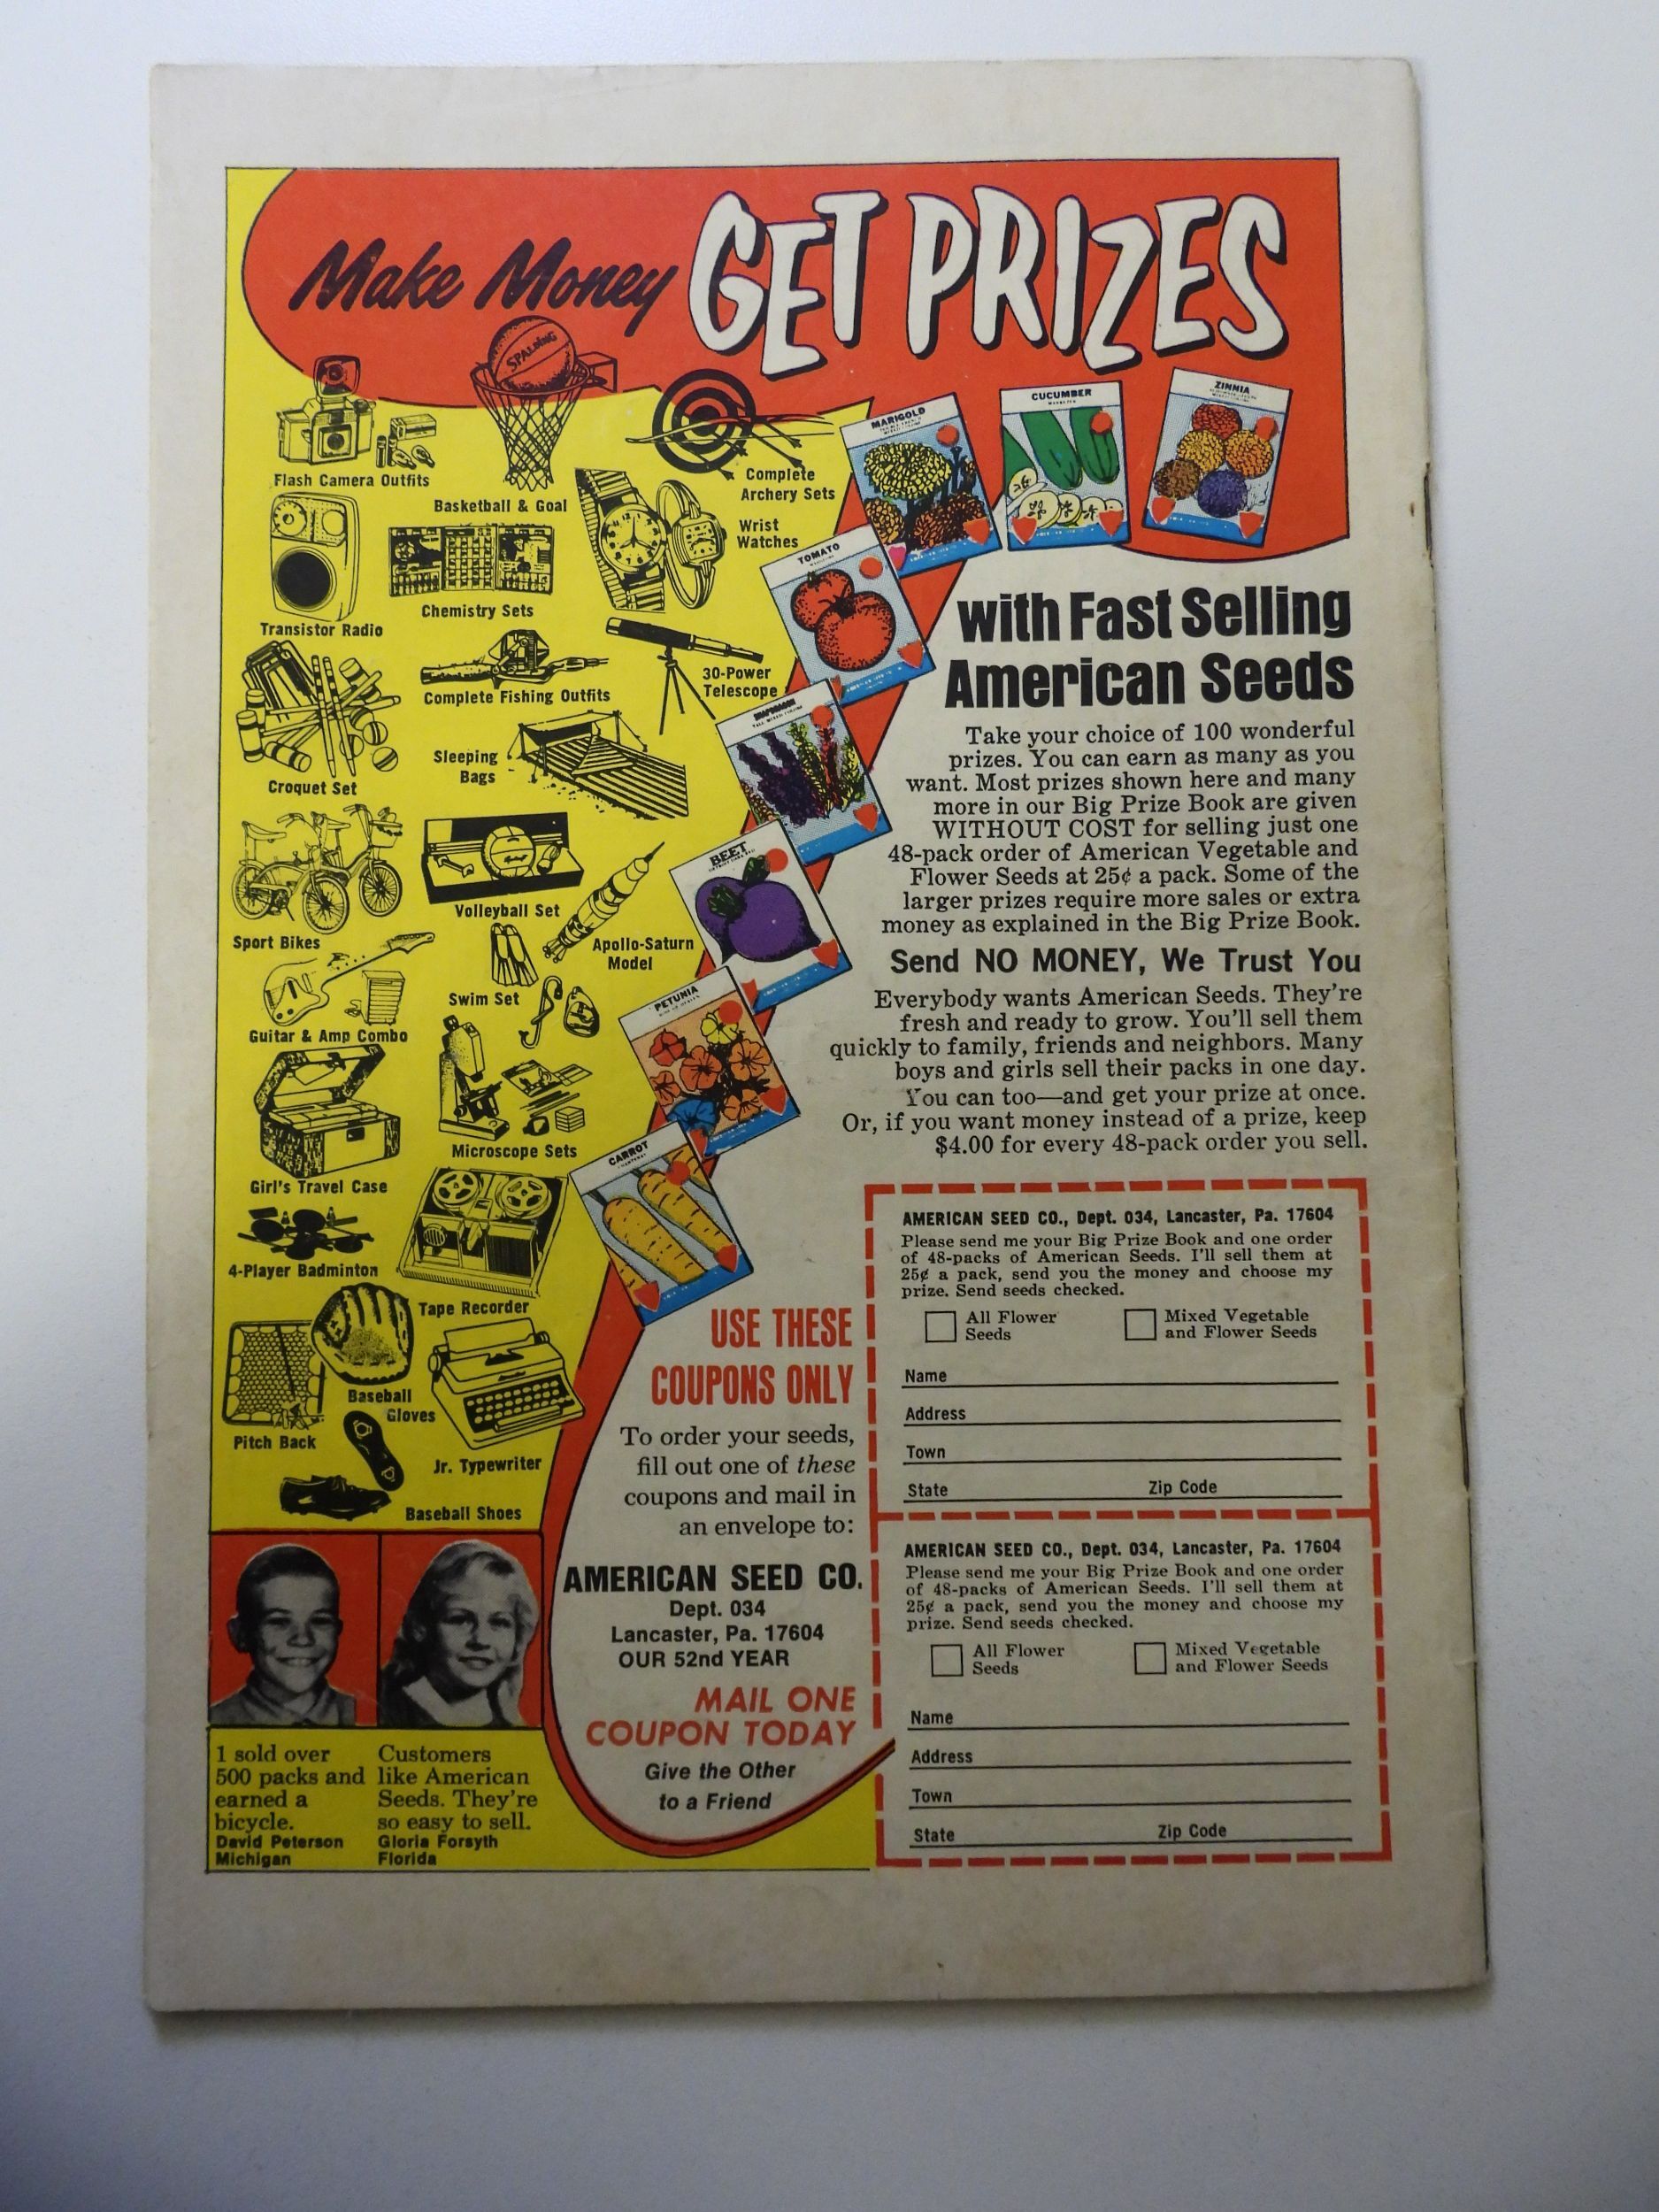 Make Money GET PRIZES
SPALDING
Flash Camera Outfits
Basketball & Goal
Complete
Archery Sets
Wrist
Watches
Transistor Radio
Chemistry Sets
Complete Fishing Outfits
30-Power
Telescope
Croquet Set
Sleeping
Bags
Sport Bikes
Volleyball Set
Apollo-Saturn
Model
Swim Set
Guitar & Amp Combo
Girl's Travel Case
Microscope Sets
4-Player Badminton
Tape Recorder
Baseball
Gloves
Pitch Back
Jr. Typewriter
Baseball Shoes
MARIGOLD
CUCUMBER
ZINNIA
TOMATO
SNAPDRAGON
BEET
PETUNIA
CARROT
with Fast Selling
American Seeds
Take your choice of 100 wonderful
prizes. You can earn as many as you
want. Most prizes shown here and many
more in our Big Prize Book are given
WITHOUT COST for selling just one
48-pack order of American Vegetable and
Flower Seeds at 25¢ a pack. Some of the
larger prizes require more sales or extra
money as explained in the Big Prize Book.
Send NO MONEY, We Trust You
Everybody wants American Seeds. They're
fresh and ready to grow. You'll sell them
quickly to family, friends and neighbors. Many
boys and girls sell their packs in one day.
You can too—and get your prize at once.
Or, if you want money instead of a prize, keep
$4.00 for every 48-pack order you sell.
USE THESE
COUPONS ONLY
To order your seeds,
fill out one of these
coupons and mail in
an envelope to:
AMERICAN SEED CO.
Dept. 034
Lancaster, Pa. 17604
OUR 52nd YEAR
MAIL ONE
COUPON TODAY
Give the Other
to a Friend
AMERICAN SEED CO., Dept. 034, Lancaster, Pa. 17604
Please send me your Big Prize Book and one order
of 48-packs of American Seeds. I'll sell them at
25¢ a pack, send you the money and choose my
prize. Send seeds checked.
All Flower
Seeds
Mixed Vegetable
and Flower Seeds
Name
Address
Town
State Zip Code
AMERICAN SEED CO., Dept. 034, Lancaster, Pa. 17604
Please send me your Big Prize Book and one order
of 48-packs of American Seeds. I'll sell them at
25¢ a pack, send you the money and choose my
prize. Send seeds checked.
All Flower
Seeds
Mixed Vegetable
and Flower Seeds
Name
Address
Town
State Zip Code
1 sold over
500 packs and
earned a
bicycle.
David Peterson
Michigan
Customers
like American
Seeds. They're
so easy to sell.
Gloria Forsyth
Florida